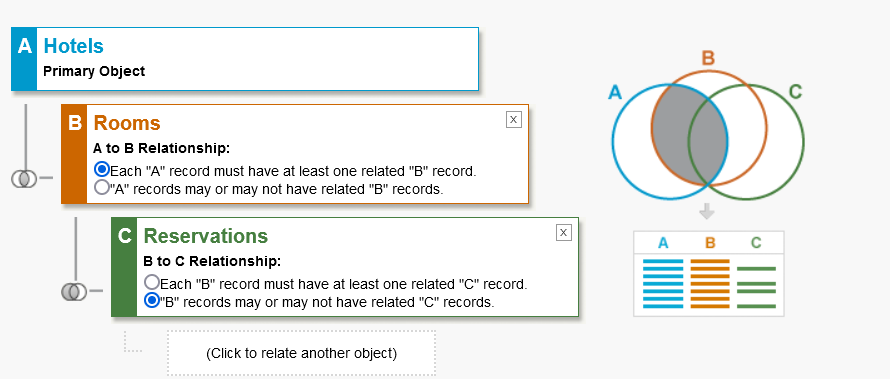 A Hotels
Primary Object
B Rooms
x
A to B Relationship:
Each "A" record must have at least one related "B" record.
"A" records may or may not have related "B" records.
C Reservations
x
B to C Relationship:
Each "B" record must have at least one related "C" record.
"B" records may or may not have related "C" records.
(Click to relate another object)
B
A
C
A B C